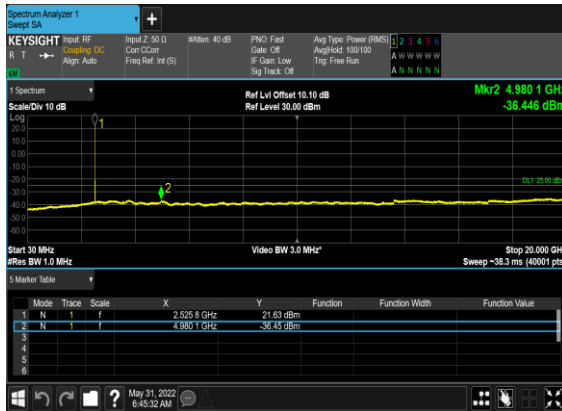 Spectrum Analyzer 1
Swept SA
+
KEYSIGHT Input: RF Input Z: 50 Ω #Atten: 40 dB PNO: Fast Avg Type: Power (RMS) 1 2 3 4 5 6
R T Coupling: DC Corr CCorr Gate: Off Avg|Hold: 100/100 A W W W W W
Align: Auto Freq Ref: Int (S) IF Gain: Low Trig: Free Run
Sig Track: Off A N N N N N
1 Spectrum
Ref Lvl Offset 10.10 dB Mkr2 4.980 1 GHz
Scale/Div 10 dB Ref Level 30.00 dBm -36.446 dBm
Log
1
20.0
10.0
0.00
-10.0
-20.0
DL1 -25.00 dBm
2
-30.0
-40.0
-50.0
-60.0
Start 30 MHz Video BW 3.0 MHz* Stop 20.000 GHz
#Res BW 1.0 MHz Sweep ~38.3 ms (40001 pts)
5 Marker Table
Mode Trace Scale X Y Function Function Width Function Value
1 N 1 f 2.525 8 GHz 21.63 dBm
2 N 1 f 4.980 1 GHz -36.45 dBm
3
4
5
6
? May 31, 2022
6:45:32 AM